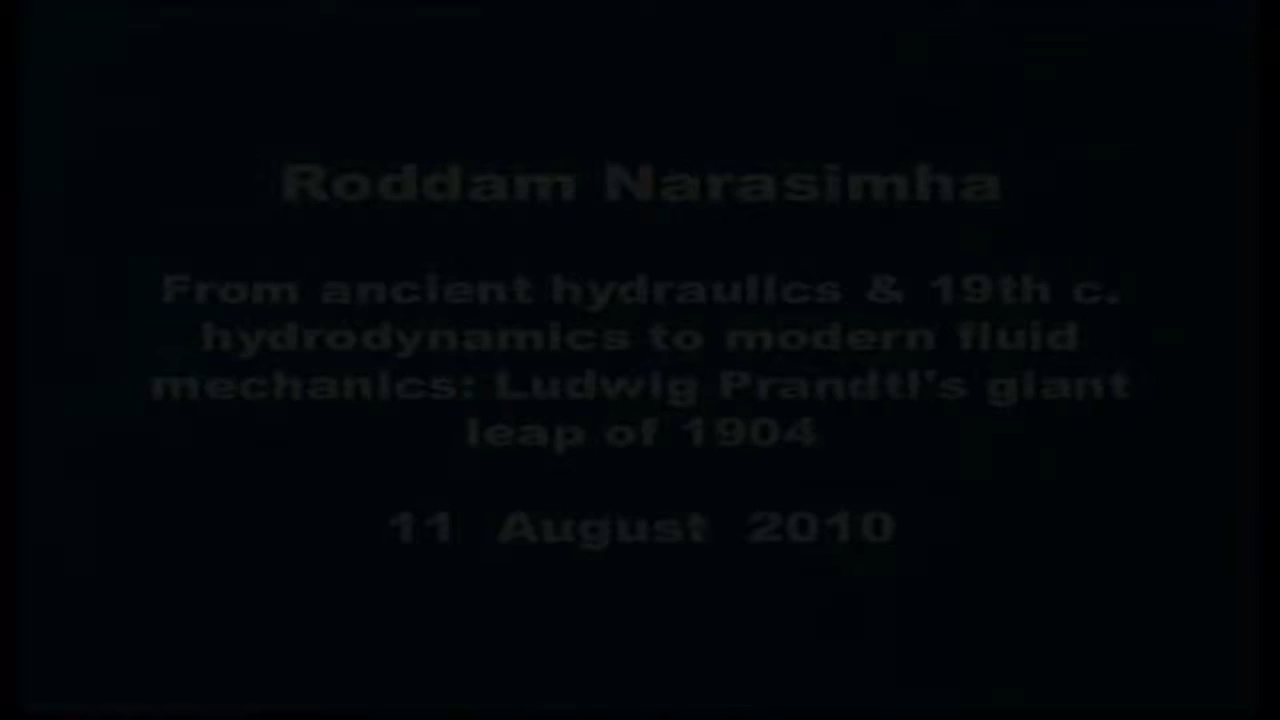 Roddam Narasimha
From ancient hydraulics & 19th c.
hydrodynamics to modern fluid
mechanics: Ludwig Prandtl's giant
leap of 1904
11 August 2010